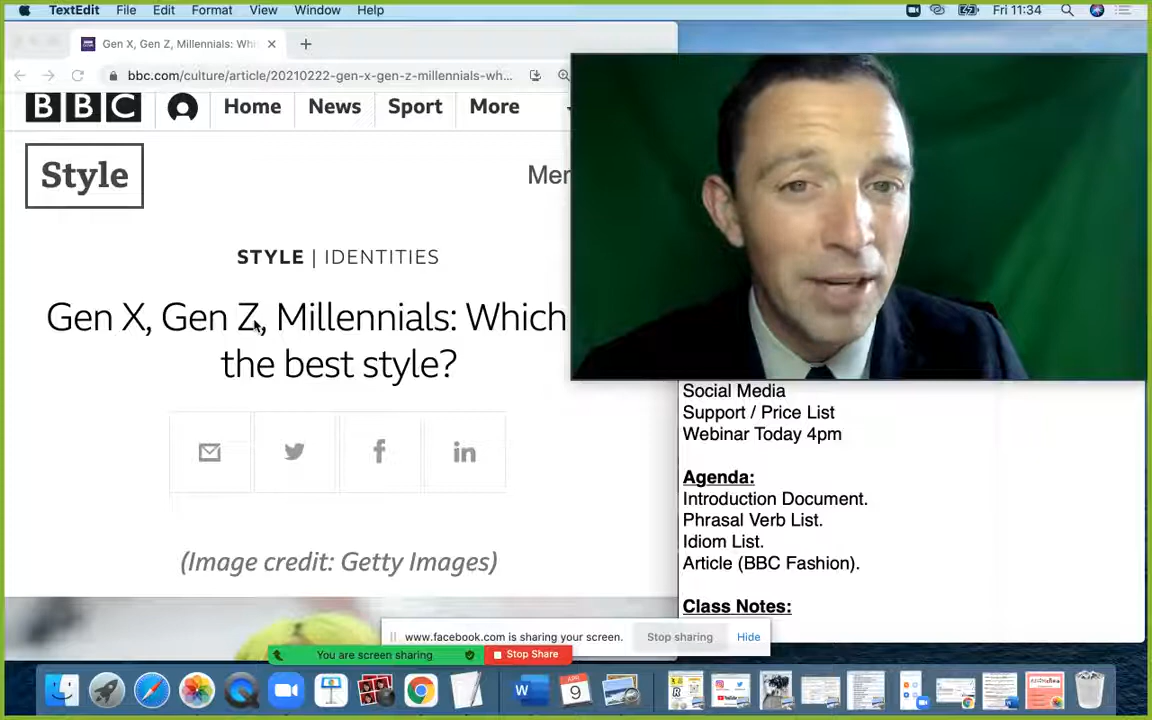 TextEdit File Edit Format View Window Help Fri 11:34
Gen X, Gen Z, Millennials: Whi
bbc.com/culture/article/20210222-gen-x-gen-z-millennials-wh...
BBC Home News Sport More
Style
Mer
STYLE | IDENTITIES
Gen X, Gen Z, Millennials: Which
the best style?
in
(Image credit: Getty Images)
Social Media
Support / Price List
Webinar Today 4pm
Agenda:
Introduction Document.
Phrasal Verb List.
Idiom List.
Article (BBC Fashion).
Class Notes:
www.facebook.com is sharing your screen. Stop sharing Hide
You are screen sharing Stop Share
W
APR
9